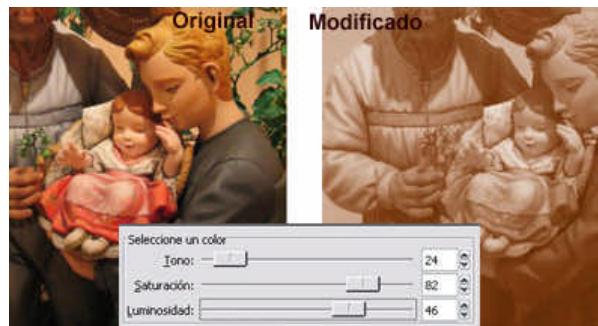 Original Modificado
Seleccione un color
Tono: 24
Saturación: 82
Luminosidad: 46